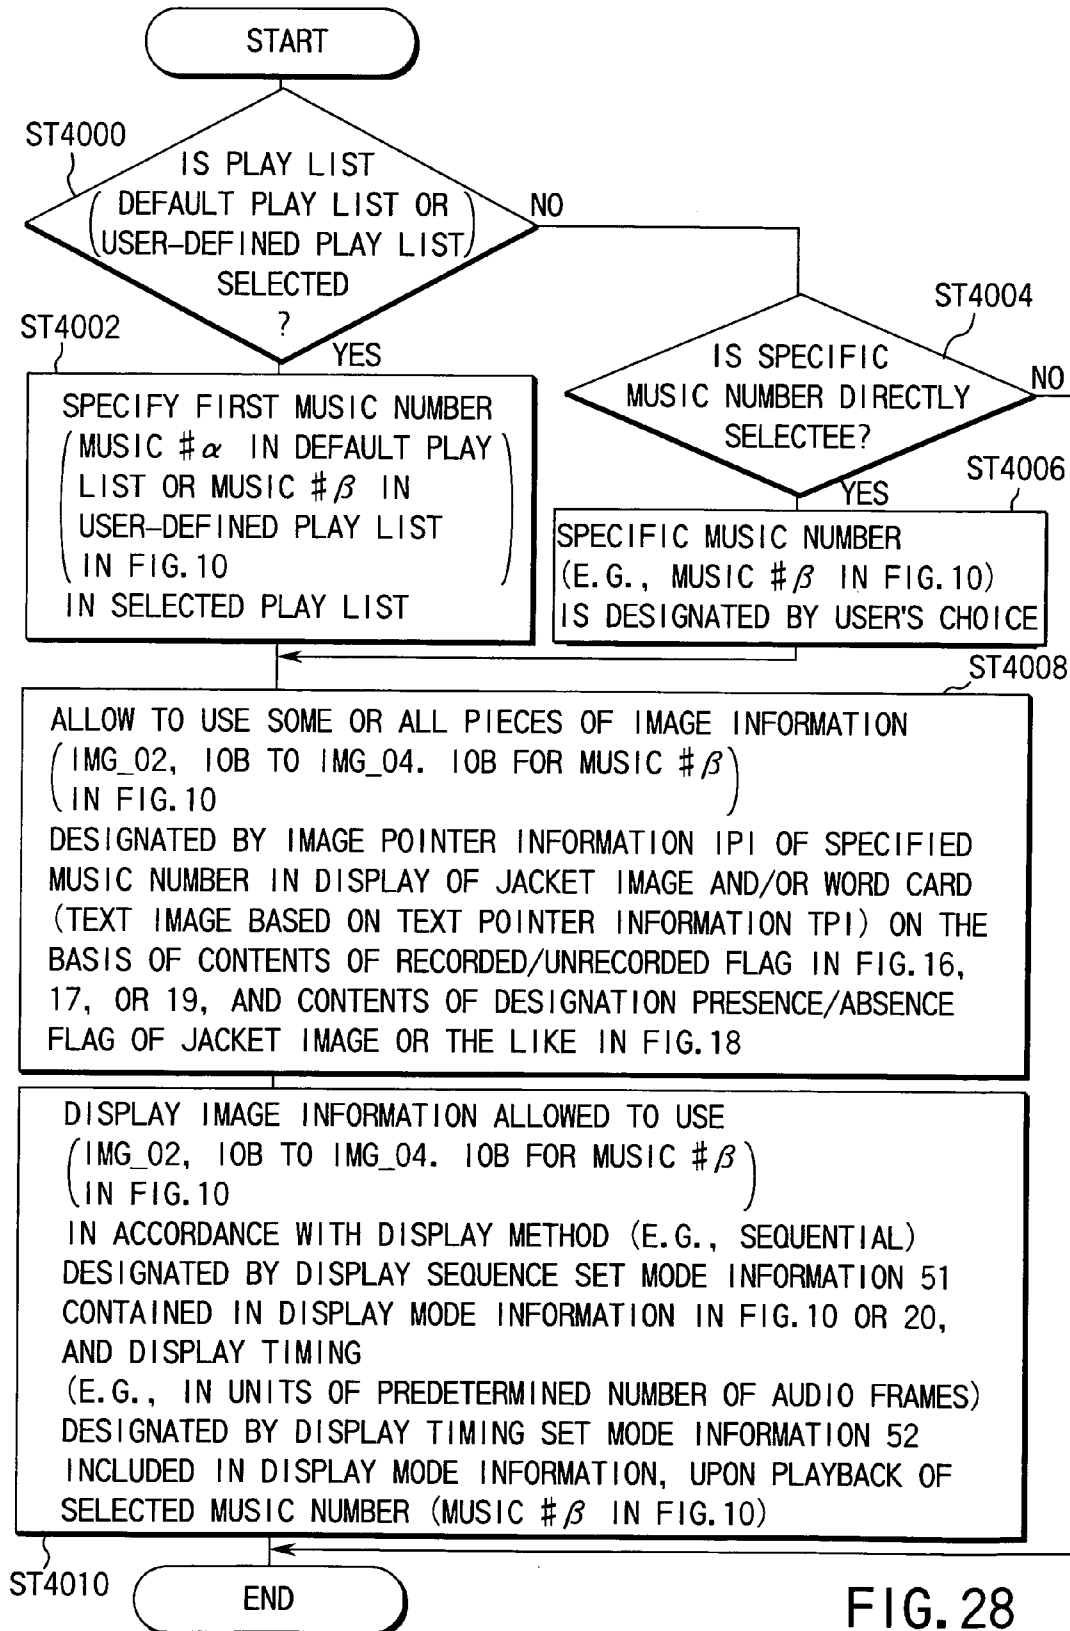 START
ST4000
IS PLAY LIST
(DEFAULT PLAY LIST OR
USER-DEFINED PLAY LIST)
SELECTED
?
NO
YES
ST4002
SPECIFY FIRST MUSIC NUMBER
(MUSIC #α IN DEFAULT PLAY
LIST OR MUSIC #β IN
USER-DEFINED PLAY LIST
IN FIG.10)
IN SELECTED PLAY LIST
ST4004
IS SPECIFIC
MUSIC NUMBER DIRECTLY
SELECTEE?
NO
YES
ST4006
SPECIFIC MUSIC NUMBER
(E.G., MUSIC #β IN FIG.10)
IS DESIGNATED BY USER'S CHOICE
ST4008
ALLOW TO USE SOME OR ALL PIECES OF IMAGE INFORMATION
(IMG_02, IOB TO IMG_04. IOB FOR MUSIC #β
IN FIG.10)
DESIGNATED BY IMAGE POINTER INFORMATION IPI OF SPECIFIED
MUSIC NUMBER IN DISPLAY OF JACKET IMAGE AND/OR WORD CARD
(TEXT IMAGE BASED ON TEXT POINTER INFORMATION TPI) ON THE
BASIS OF CONTENTS OF RECORDED/UNRECORDED FLAG IN FIG.16,
17, OR 19, AND CONTENTS OF DESIGNATION PRESENCE/ABSENCE
FLAG OF JACKET IMAGE OR THE LIKE IN FIG.18
DISPLAY IMAGE INFORMATION ALLOWED TO USE
(IMG_02, IOB TO IMG_04. IOB FOR MUSIC #β
IN FIG.10)
IN ACCORDANCE WITH DISPLAY METHOD (E.G., SEQUENTIAL)
DESIGNATED BY DISPLAY SEQUENCE SET MODE INFORMATION 51
CONTAINED IN DISPLAY MODE INFORMATION IN FIG.10 OR 20,
AND DISPLAY TIMING
(E.G., IN UNITS OF PREDETERMINED NUMBER OF AUDIO FRAMES)
DESIGNATED BY DISPLAY TIMING SET MODE INFORMATION 52
INCLUDED IN DISPLAY MODE INFORMATION, UPON PLAYBACK OF
SELECTED MUSIC NUMBER (MUSIC #β IN FIG.10)
ST4010
END
FIG.28